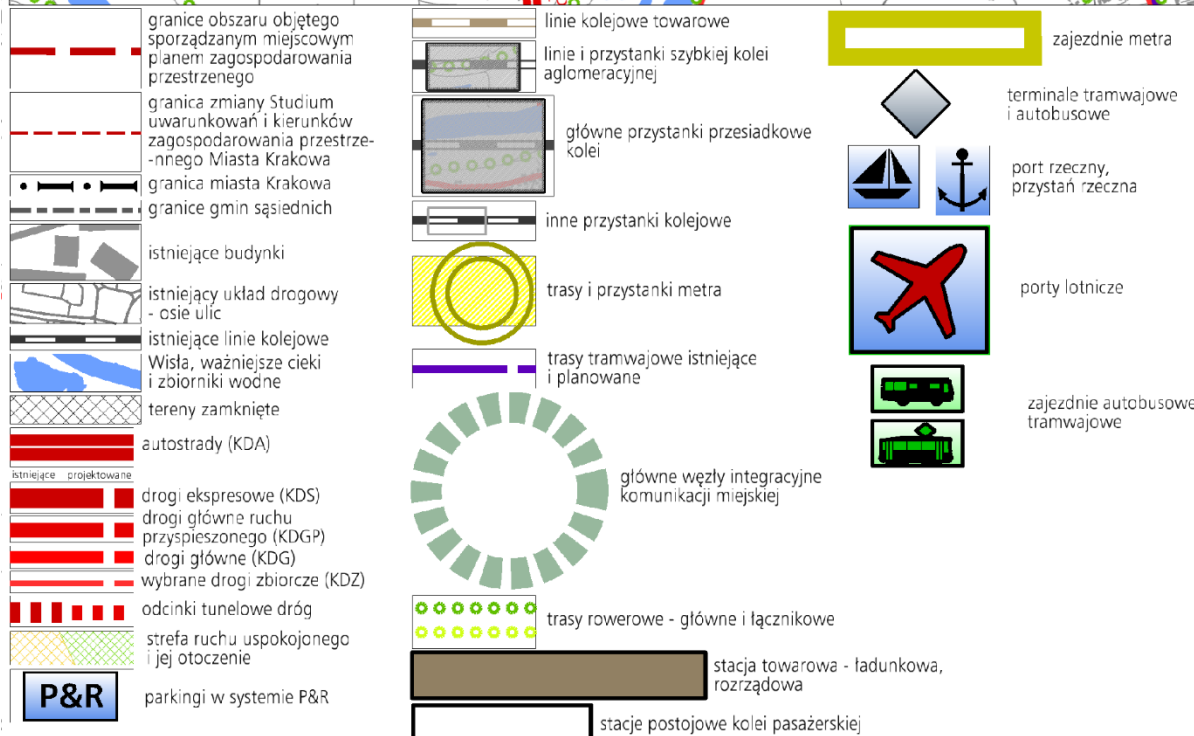 granice obszaru objętego
sporządzanym miejscowym
planem zagospodarowania
przestrzenego
granica zmiany Studium
uwarunkowań i kierunków
zagospodarowania przestrze-
-nnego Miasta Krakowa
granica miasta Krakowa
granice gmin sąsiednich
istniejące budynki
istniejący układ drogowy
- osie ulic
istniejące linie kolejowe
Wisła, ważniejsze cieki
i zbiorniki wodne
tereny zamknięte
autostrady (KDA)
istniejące projektowane
drogi ekspresowe (KDS)
drogi główne ruchu
przyspieszonego (KDGP)
drogi główne (KDG)
wybrane drogi zbiorcze (KDZ)
odcinki tunelowe dróg
strefa ruchu uspokojonego
i jej otoczenie
P&R
parkingi w systemie P&R
linie kolejowe towarowe
linie i przystanki szybkiej kolei
aglomeracyjnej
główne przystanki przesiadkowe
kolei
inne przystanki kolejowe
trasy i przystanki metra
trasy tramwajowe istniejące
i planowane
główne węzły integracyjne
komunikacji miejskiej
trasy rowerowe - główne i łącznikowe
stacja towarowa - ładunkowa,
rozrządowa
stacje postojowe kolei pasażerskiej
zajezdnie metra
terminale tramwajowe
i autobusowe
port rzeczny,
przystań rzeczna
porty lotnicze
zajezdnie autobusowe
tramwajowe